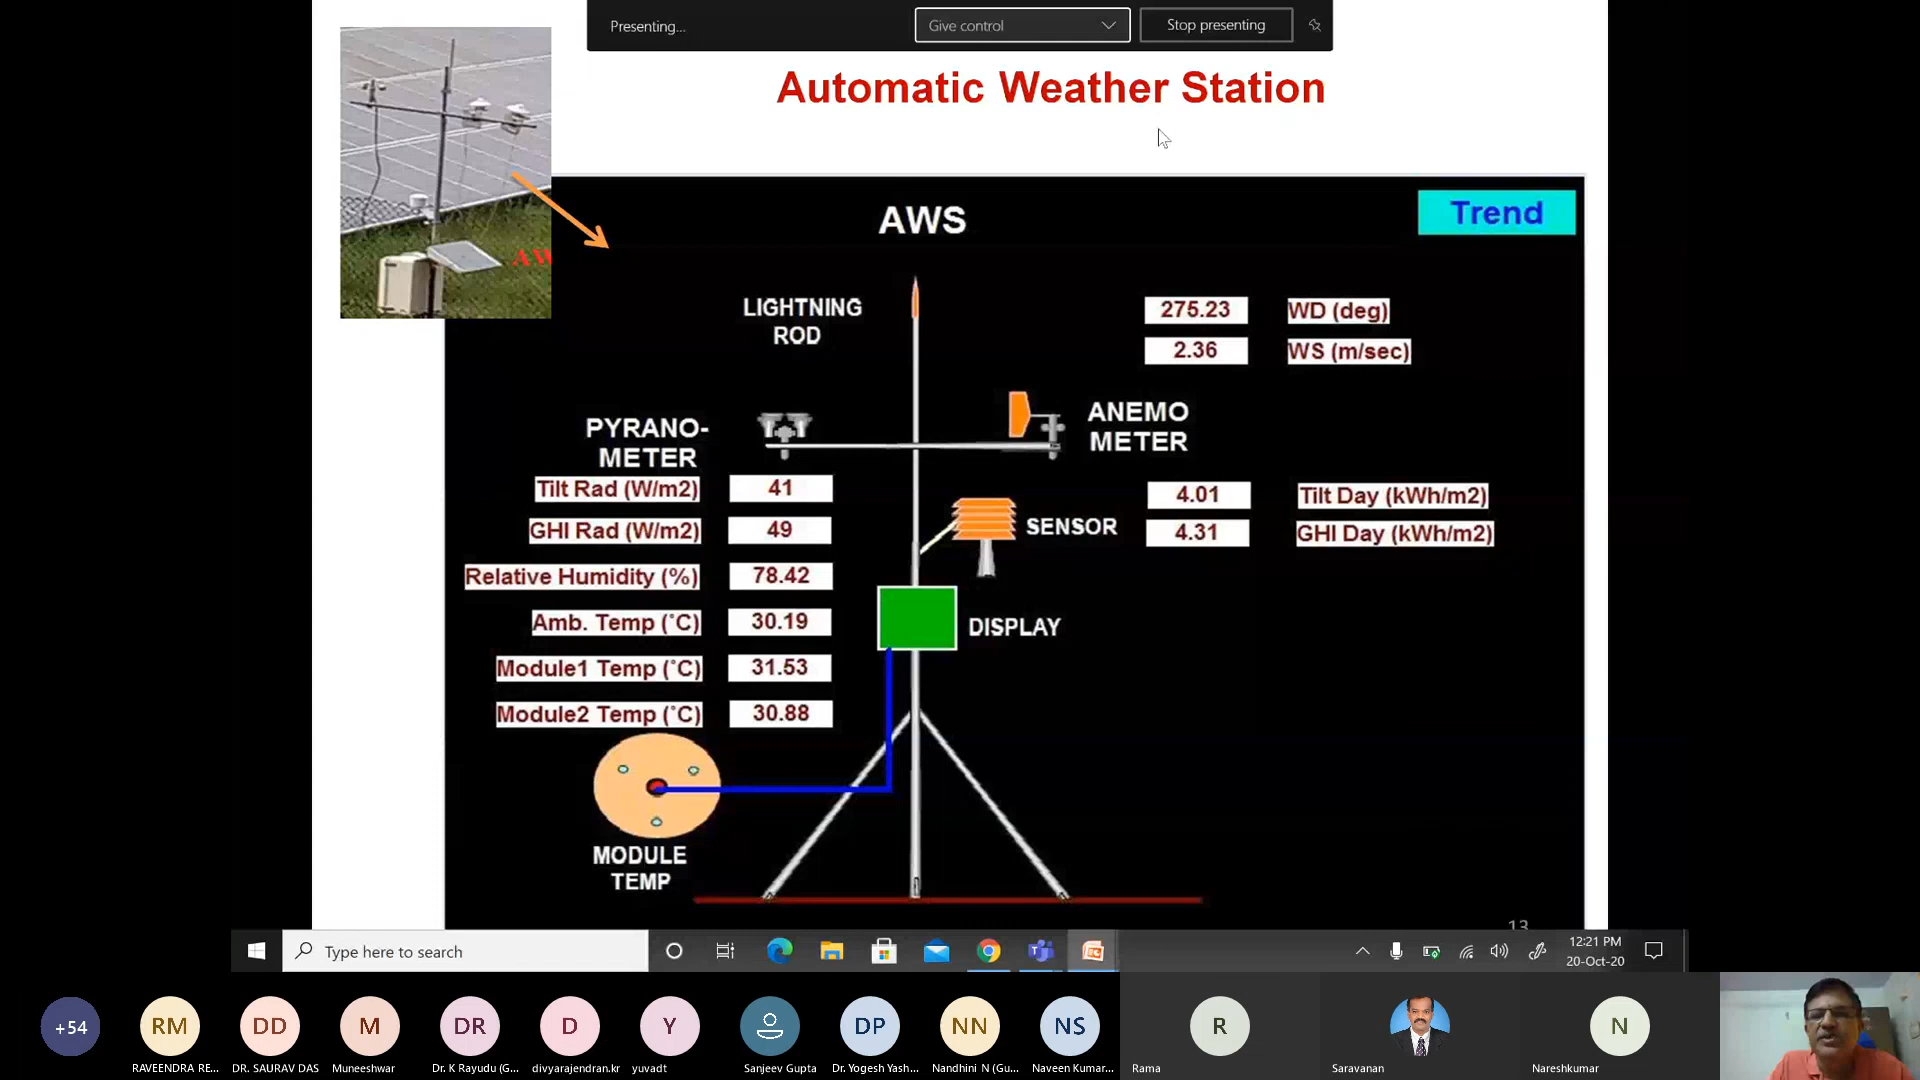 Presenting...
Give control
Stop presenting
Automatic Weather Station
AW
AWS
Trend
LIGHTNING
ROD
275.23
WD (deg)
2.36
WS (m/sec)
PYRANO-
METER
ANEMO
METER
Tilt Rad (W/m2)
41
4.01
Tilt Day (kWh/m2)
GHI Rad (W/m2)
49
SENSOR
4.31
GHI Day (kWh/m2)
Relative Humidity (%)
78.42
Amb. Temp (°C)
30.19
DISPLAY
Module1 Temp (°C)
31.53
Module2 Temp (°C)
30.88
MODULE
TEMP
13
Type here to search
12:21 PM
20-Oct-20
+54
RM
DD
M
DR
D
Y
DP
NN
NS
R
N
RAVEENDRA RE...
DR. SAURAV DAS
Muneeshwar
Dr. K Rayudu (G...
divyarajendran.kr
yuvadt
Sanjeev Gupta
Dr. Yogesh Yash...
Nandhini N (Gu...
Naveen Kumar...
Rama
Saravanan
Nareshkumar